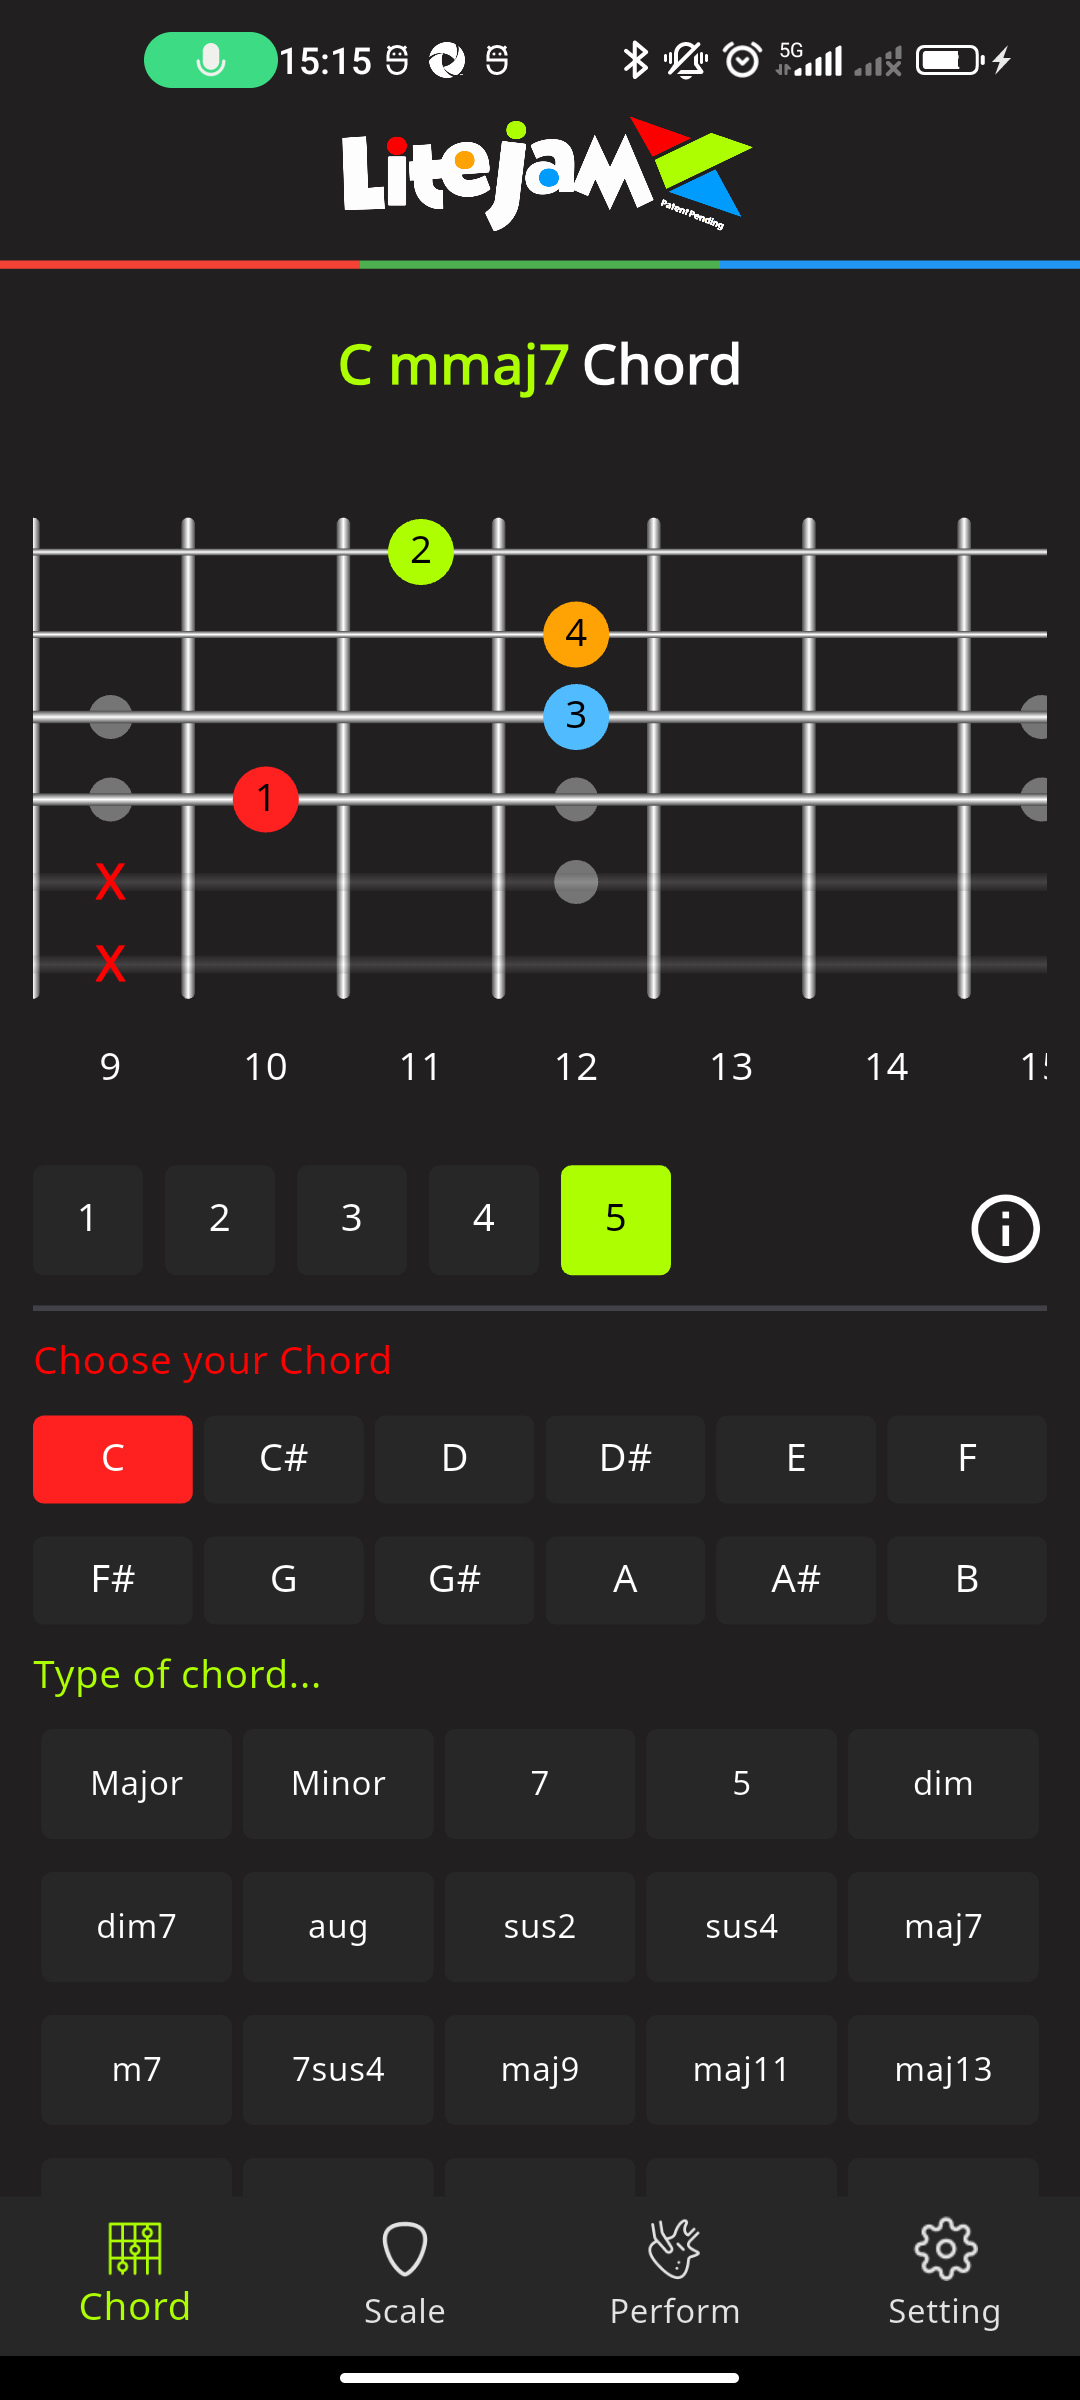 15:15 5G
Litejam
Patent Pending
C mmaj7 Chord
2
4
3
1
X
X
9 10 11 12 13 14 15
1 2 3 4 5
Choose your Chord
C C# D D# E F
F# G G# A A# B
Type of chord...
Major Minor 7 5 dim
dim7 aug sus2 sus4 maj7
m7 7sus4 maj9 maj11 maj13
Chord Scale Perform Setting